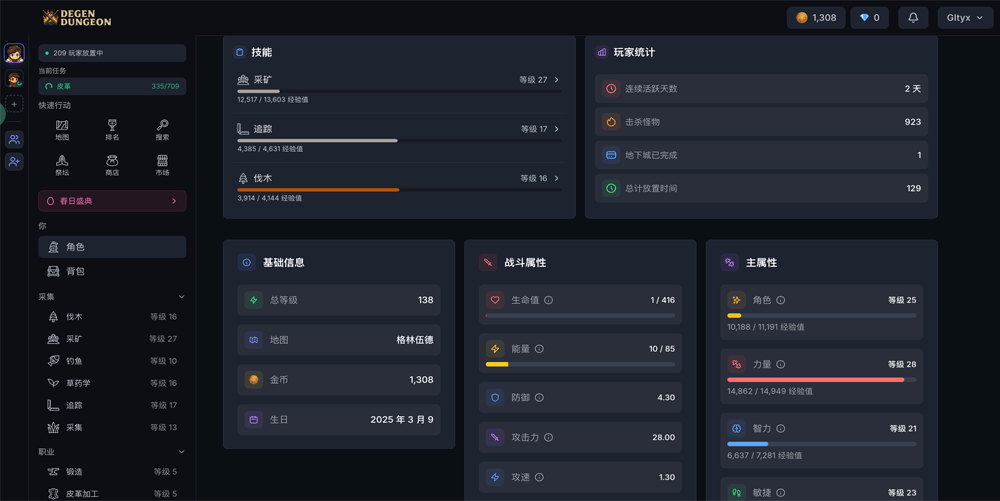 DEGEN
DUNGEON
1,308
0
Gltyx
209 玩家放置中
当前任务
皮革 335/709
快速行动
地图 排名 搜索
祭坛 商店 市场
春日盛典
你
角色
背包
采集
伐木 等级 16
采矿 等级 27
钓鱼 等级 10
草药学 等级 16
追踪 等级 17
采集 等级 13
职业
锻造 等级 5
皮革加工 等级 5
技能
采矿 等级 27
12,517 / 13,603 经验值
追踪 等级 17
4,385 / 4,631 经验值
伐木 等级 16
3,914 / 4,144 经验值
玩家统计
连续活跃天数 2 天
击杀怪物 923
地下城已完成 1
总计放置时间 129
基础信息
总等级 138
地图 格林伍德
金币 1,308
生日 2025 年 3 月 9
战斗属性
生命值 1 / 416
能量 10 / 85
防御 4.30
攻击力 28.00
攻速 1.30
主属性
角色 等级 25
10,188 / 11,191 经验值
力量 等级 28
14,862 / 14,949 经验值
智力 等级 21
6,637 / 7,281 经验值
敏捷 等级 23